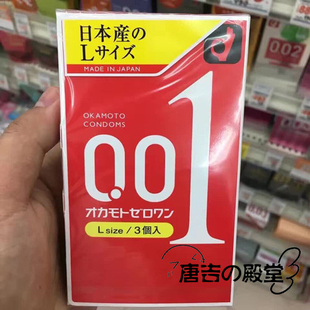 日本産の
Lサイズ
MADE IN JAPAN
OKAMOTO
CONDOMS
0.01
オカモトゼロワン
L size / 3個入
唐吉の殿堂
002